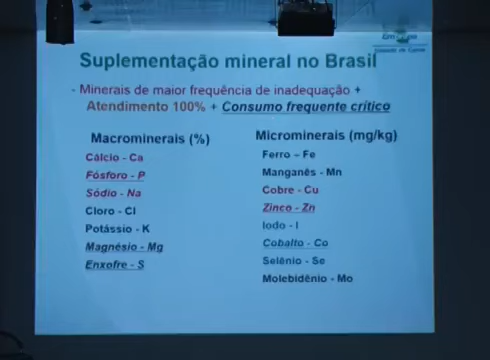 Suplementação mineral no Brasil
- Minerais de maior frequência de inadequação +
Atendimento 100% + Consumo frequente crítico
Macrominerais (%)
Cálcio - Ca
Fósforo - P
Sódio - Na
Cloro - Cl
Potássio - K
Magnésio - Mg
Enxofre - S
Microminerais (mg/kg)
Ferro – Fe
Manganês - Mn
Cobre - Cu
Zinco - Zn
Iodo - I
Cobalto - Co
Selênio - Se
Molebidênio - Mo